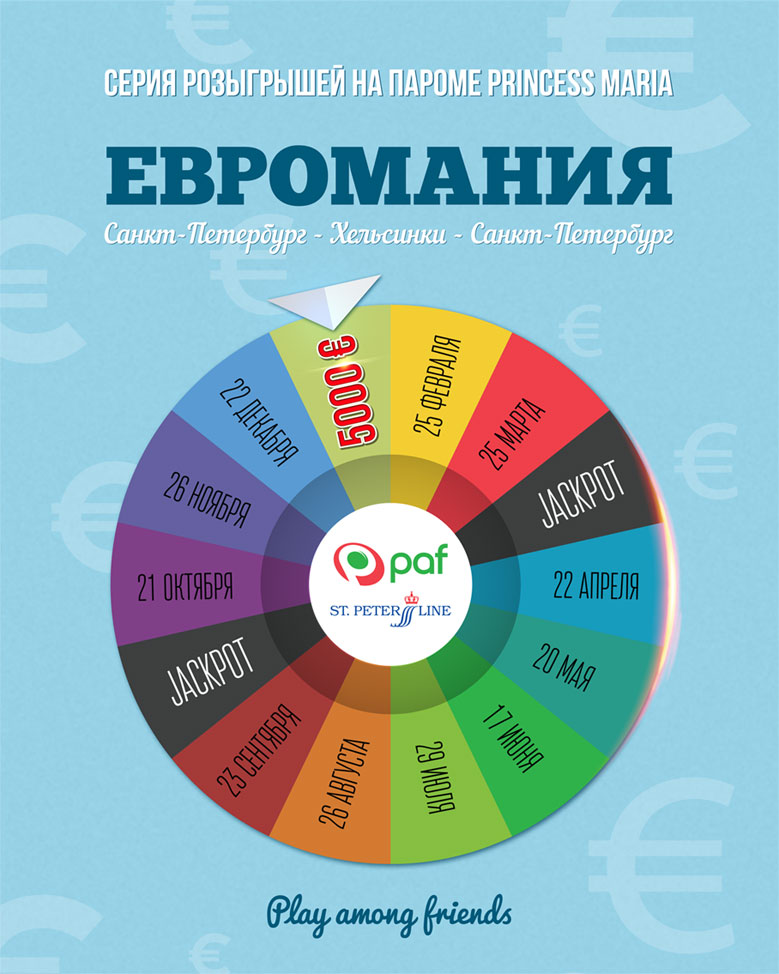 СЕРИЯ РОЗЫГРЫШЕЙ НА ПАРОМЕ PRINCESS MARIA
ЕВРОМАНИЯ
Санкт-Петербург - Хельсинки - Санкт-Петербург
5000 €
25 ФЕВРАЛЯ
25 МАРТА
JACKPOT
22 АПРЕЛЯ
20 МАЯ
17 ИЮНЯ
29 ИЮЛЯ
26 АВГУСТА
23 СЕНТЯБРЯ
JACKPOT
21 ОКТЯБРЯ
26 НОЯБРЯ
22 ДЕКАБРЯ
paf
ST. PETER LINE
Play among friends